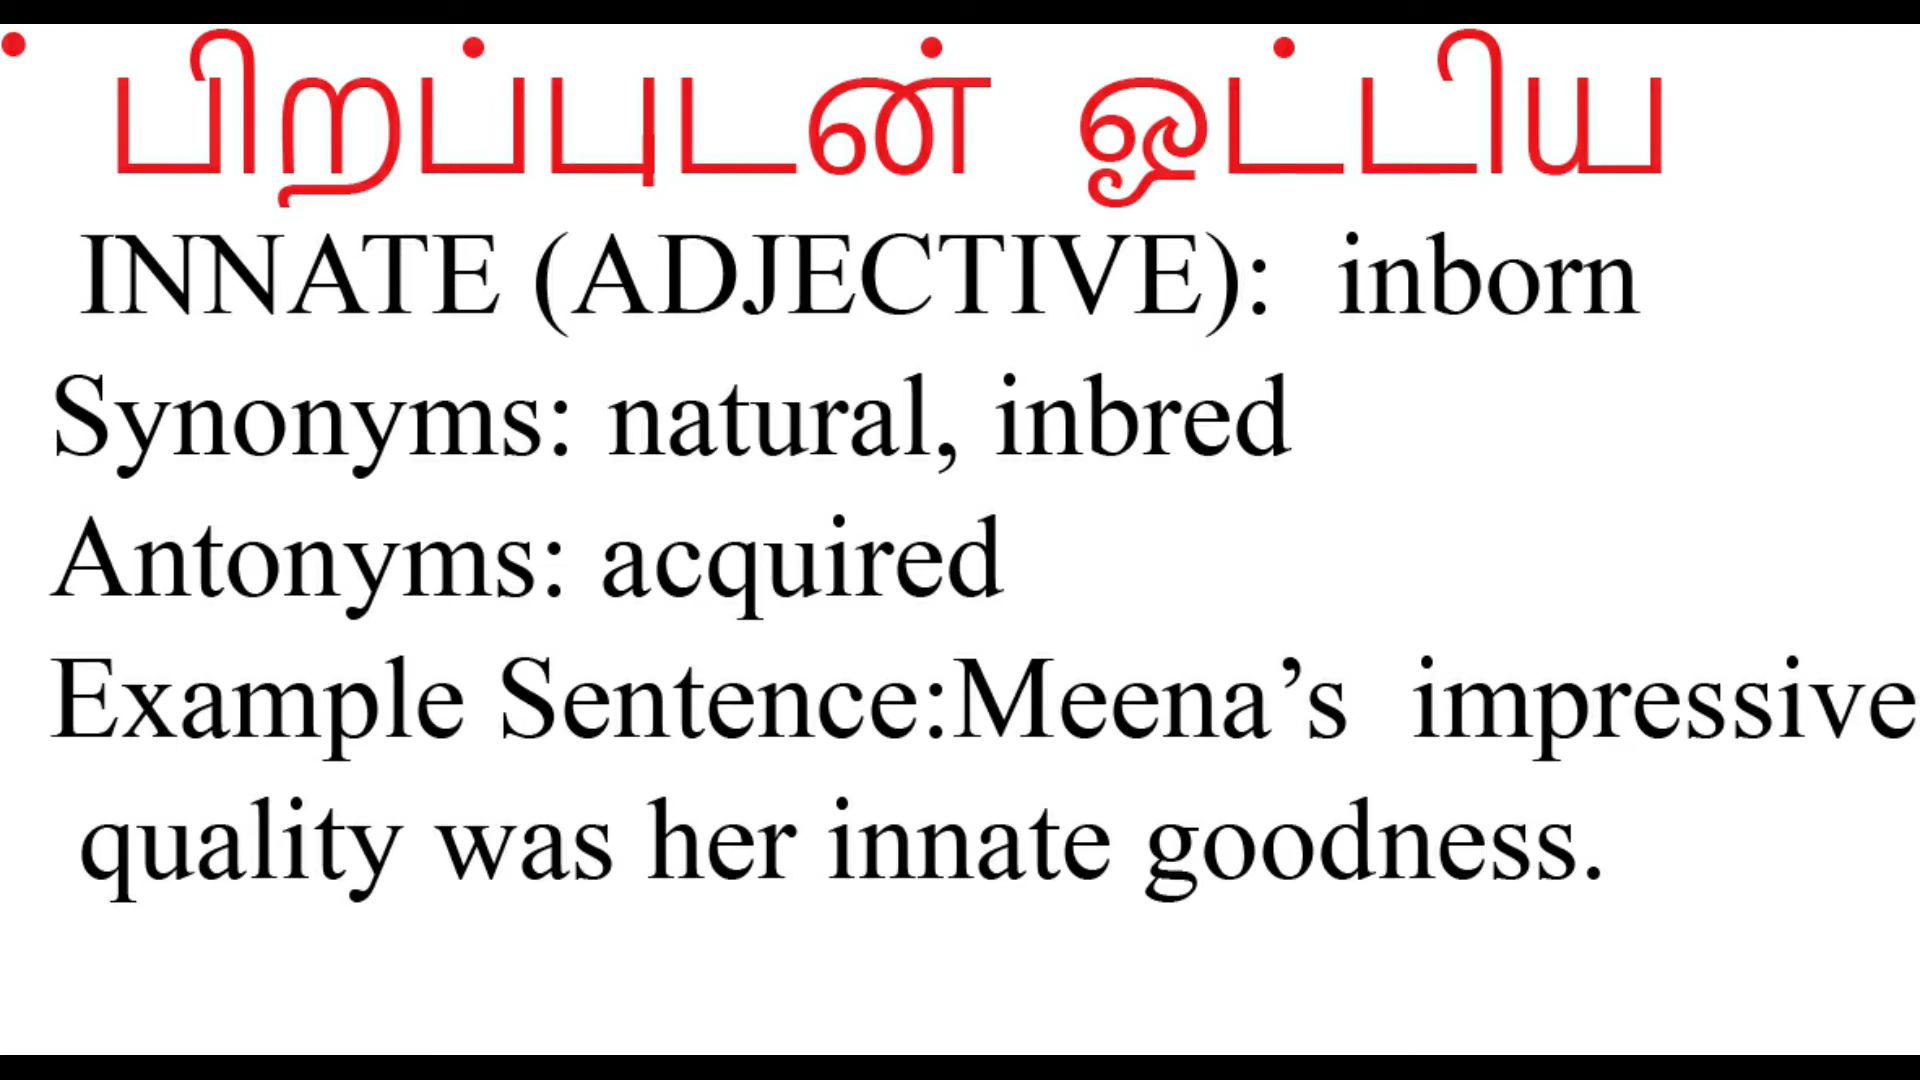 பிறப்புடன் ஒட்டிய
INNATE (ADJECTIVE): inborn
Synonyms: natural, inbred
Antonyms: acquired
Example Sentence:Meena’s impressive
quality was her innate goodness.